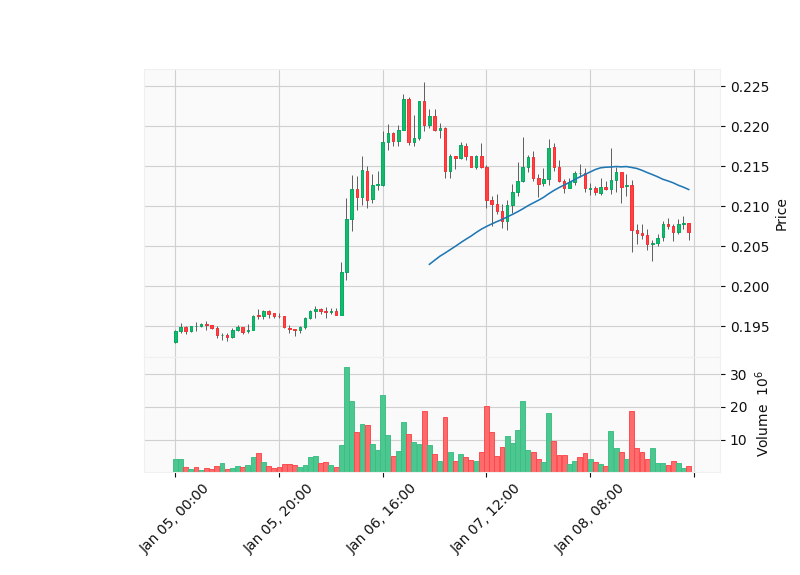 0.225
0.220
0.215
0.210
0.205
0.200
0.195
Price
30
20
10
Volume 10⁶
Jan 05, 00:00
Jan 05, 20:00
Jan 06, 16:00
Jan 07, 12:00
Jan 08, 08:00